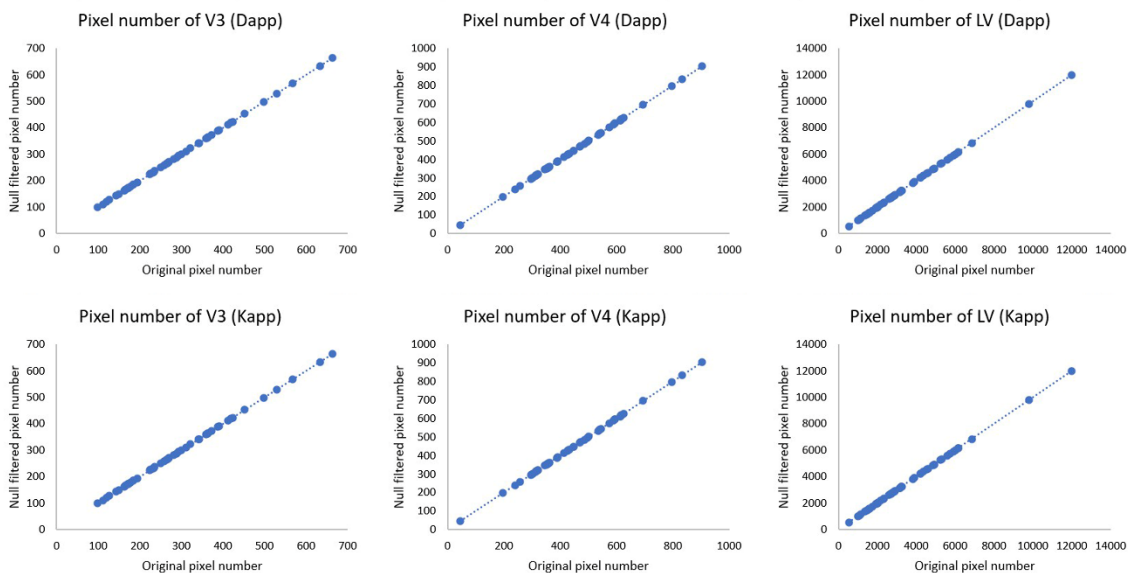 Pixel number of V3 (Dapp)
Null filtered pixel number
700
600
500
400
300
200
100
0
0 100 200 300 400 500 600 700
Original pixel number
Pixel number of V4 (Dapp)
Null filtered pixel number
1000
900
800
700
600
500
400
300
200
100
0
0 200 400 600 800 1000
Original pixel number
Pixel number of LV (Dapp)
Null filtered pixel number
14000
12000
10000
8000
6000
4000
2000
0
0 2000 4000 6000 8000 10000 12000 14000
Original pixel number
Pixel number of V3 (Kapp)
Null filtered pixel number
700
600
500
400
300
200
100
0
0 100 200 300 400 500 600 700
Original pixel number
Pixel number of V4 (Kapp)
Null filtered pixel number
1000
900
800
700
600
500
400
300
200
100
0
0 200 400 600 800 1000
Original pixel number
Pixel number of LV (Kapp)
Null filtered pixel number
14000
12000
10000
8000
6000
4000
2000
0
0 2000 4000 6000 8000 10000 12000 14000
Original pixel number